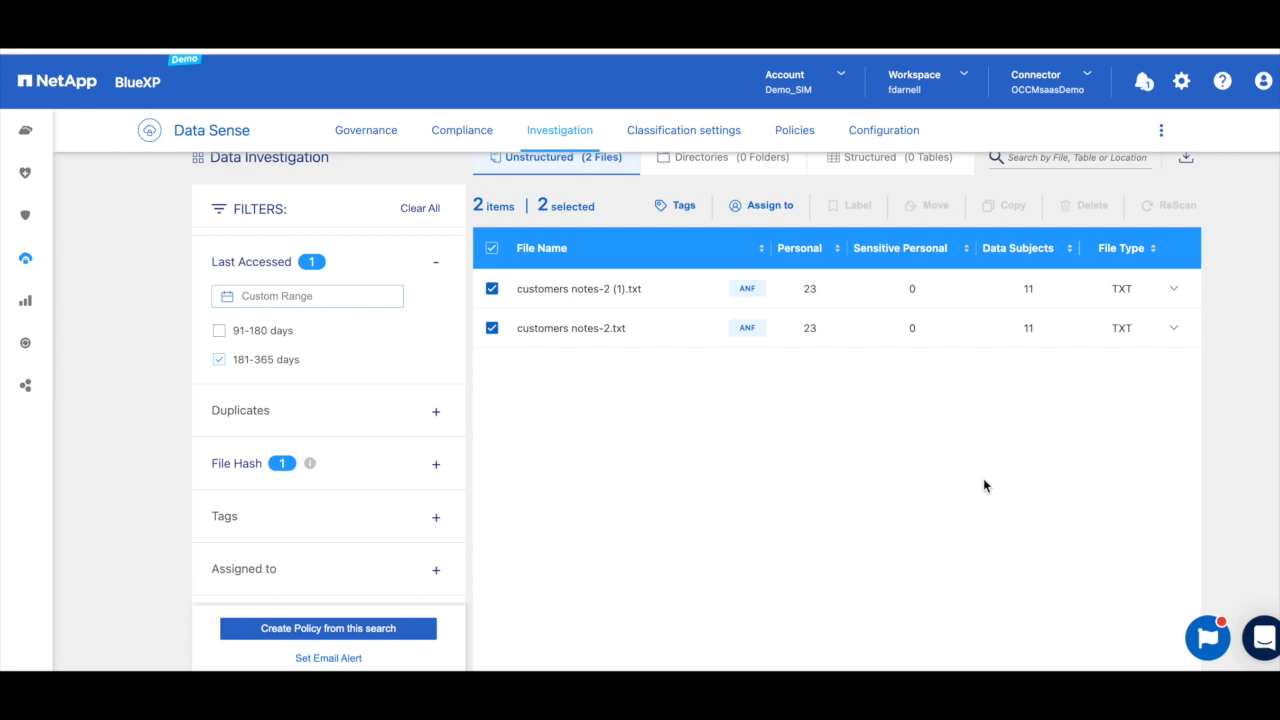 Demo
NetApp BlueXP
Account
Demo_SIM
Workspace
fdarnell
Connector
OCCMsaasDemo
1
Data Sense
Governance
Compliance
Investigation
Classification settings
Policies
Configuration
Data Investigation
Unstructured (2 Files)
Directories (0 Folders)
Structured (0 Tables)
Search by File, Table or Location
FILTERS:
Clear All
2 items | 2 selected
Tags
Assign to
Label
Move
Copy
Delete
ReScan
File Name
Personal
Sensitive Personal
Data Subjects
File Type
customers notes-2 (1).txt ANF 23 0 11 TXT
customers notes-2.txt ANF 23 0 11 TXT
Last Accessed 1 -
Custom Range
91-180 days
181-365 days
Duplicates +
File Hash 1 i +
Tags +
Assigned to +
Create Policy from this search
Set Email Alert